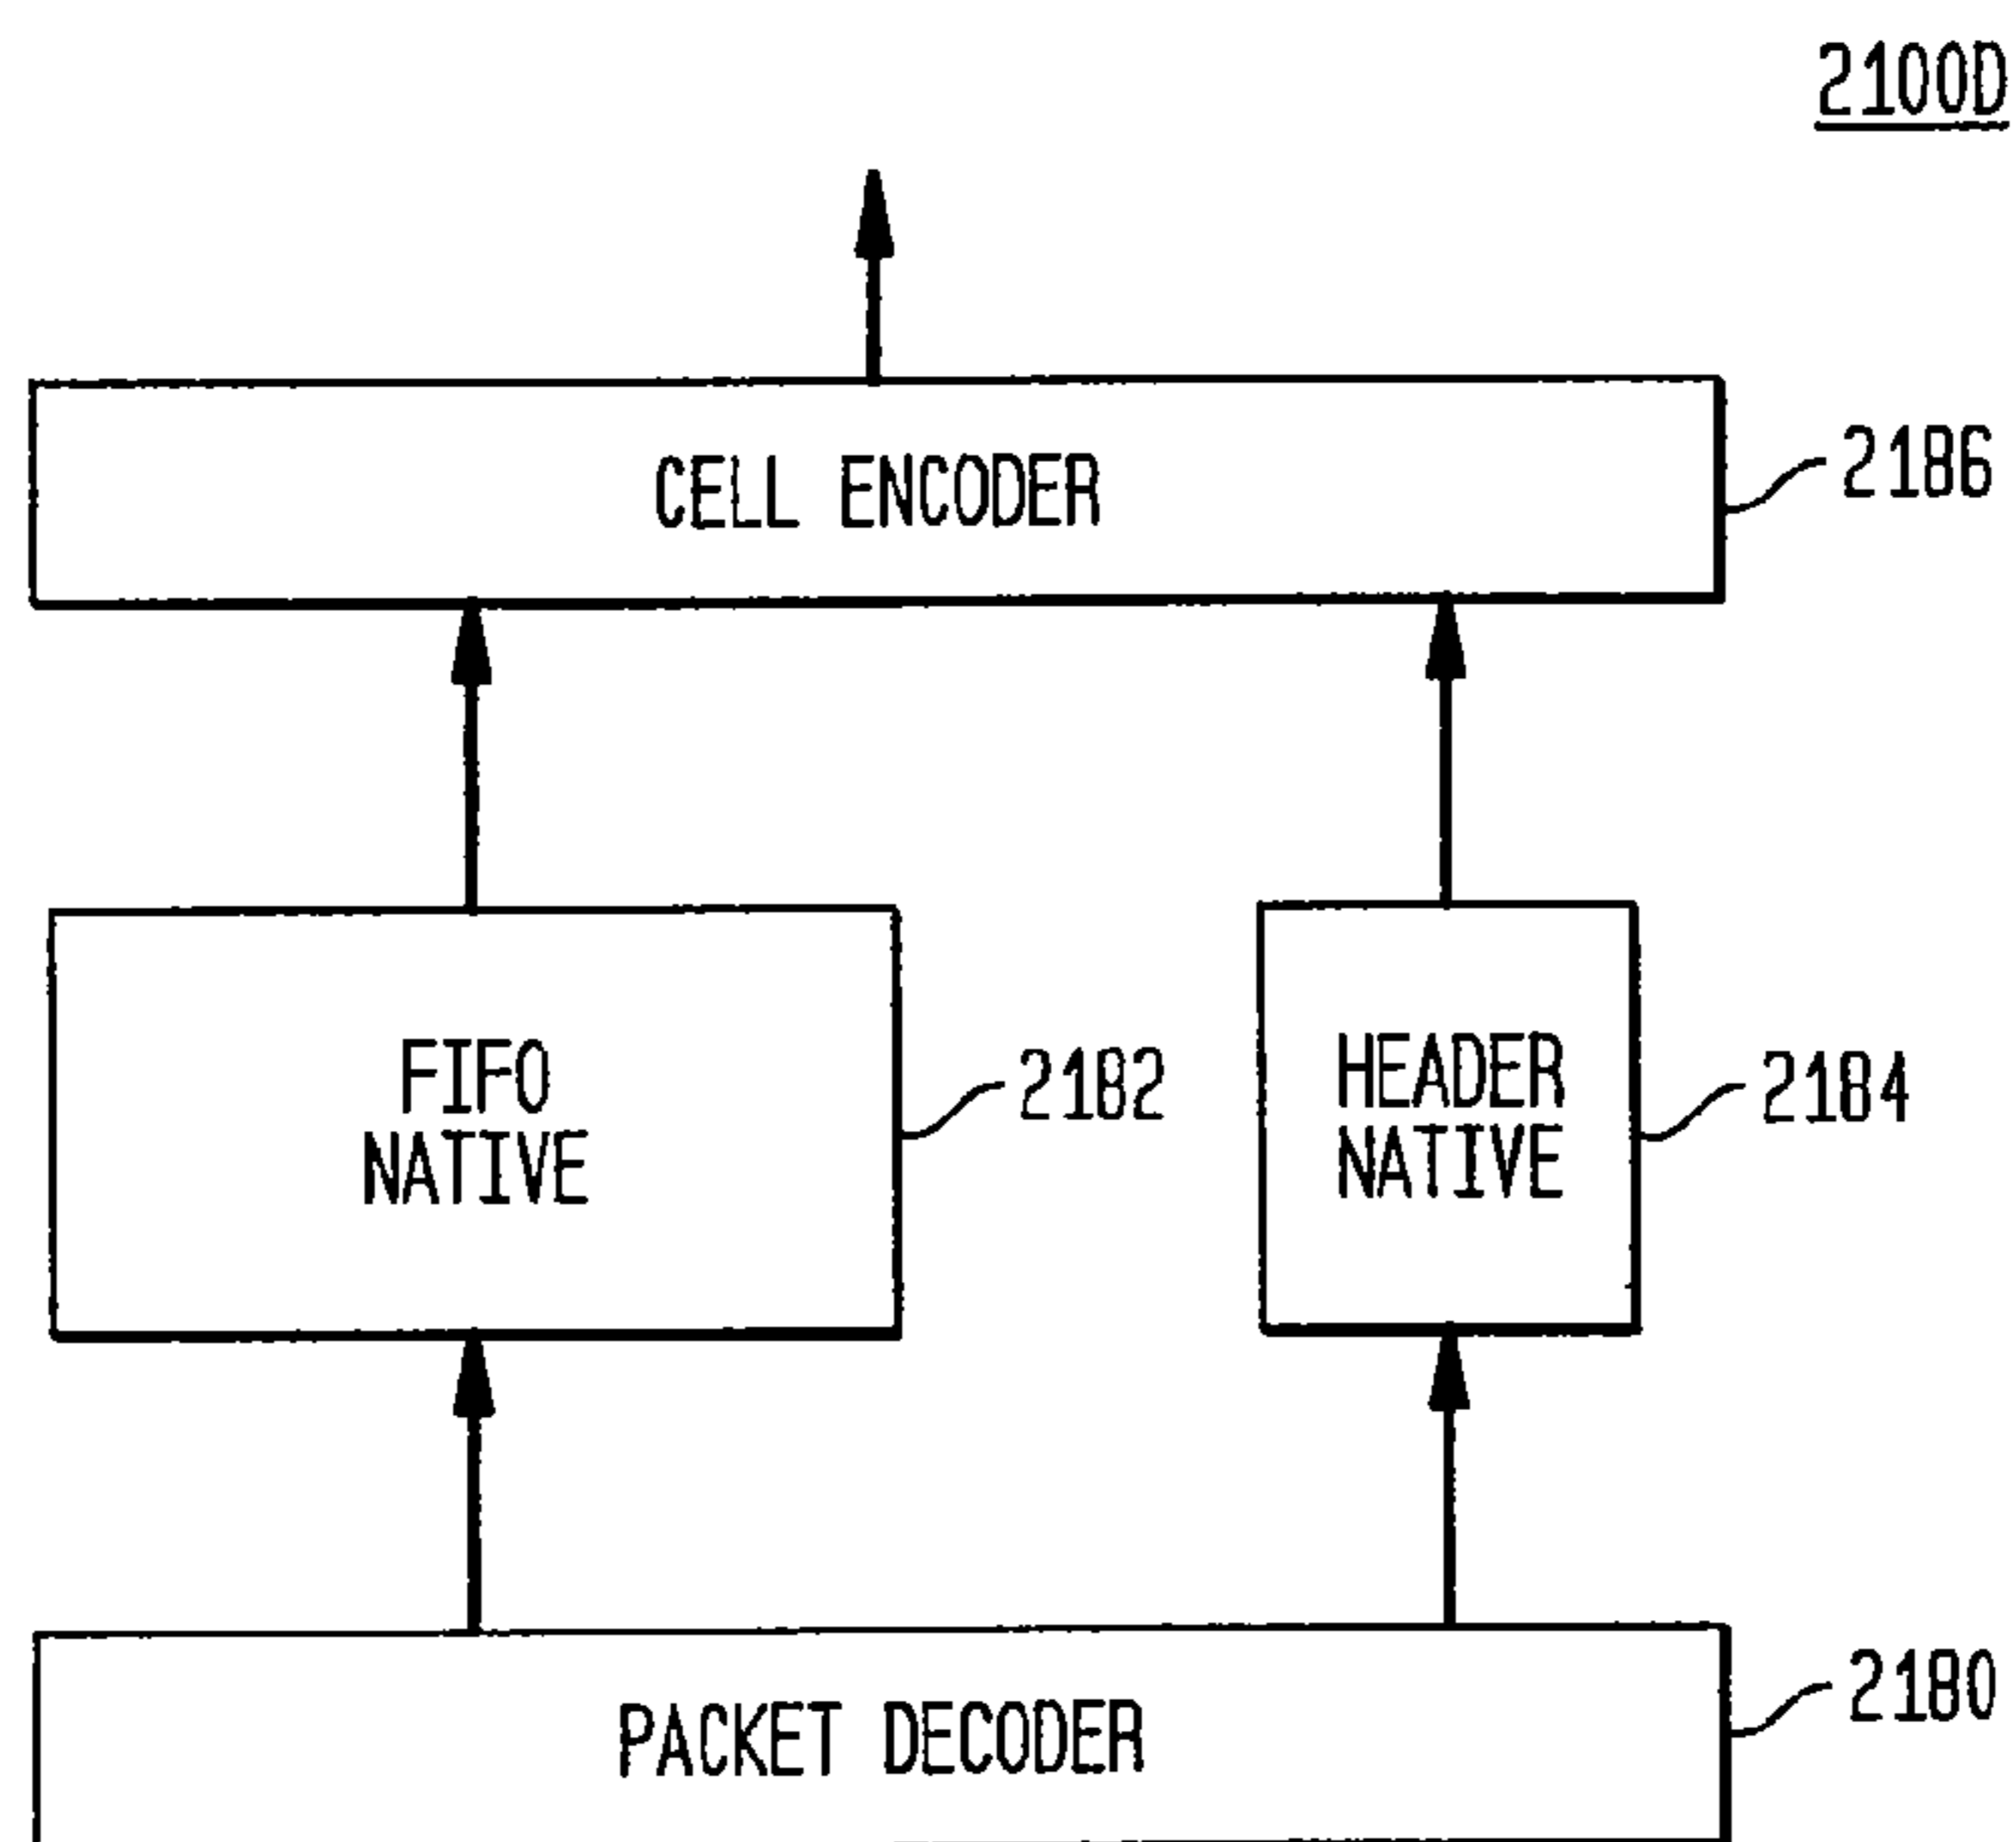 2100D
CELL ENCODER
2186
FIFO
NATIVE
2182
HEADER
NATIVE
2184
PACKET DECODER
2180